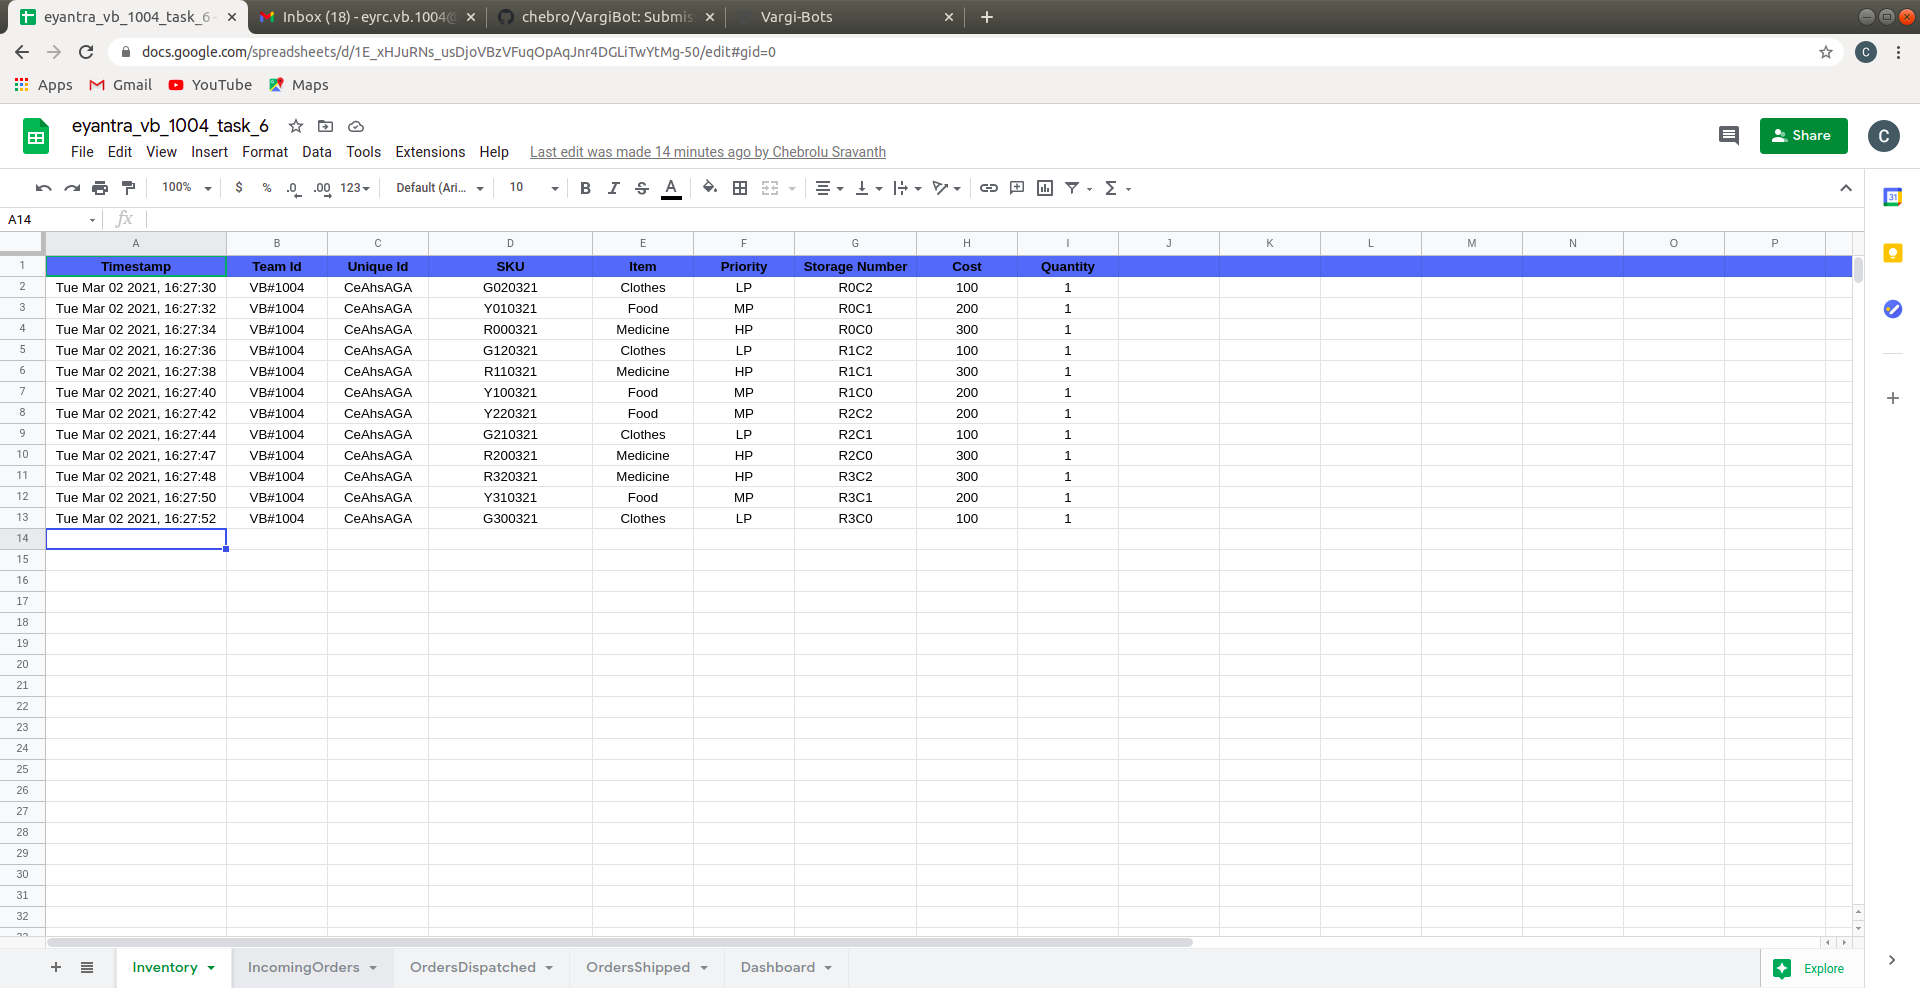 eyantra_vb_1004_task_6 - Inbox (18) - eyrc.vb.1004@ chebro/VargiBot: Submis Vargi-Bots
docs.google.com/spreadsheets/d/1E_xHJuRNs_usDjoVBzVFuqOpAqJnr4DGLiTwYtMg-50/edit#gid=0 C
Apps Gmail YouTube Maps
eyantra_vb_1004_task_6
File Edit View Insert Format Data Tools Extensions Help Last edit was made 14 minutes ago by Chebrolu Sravanth Share C
100% $ % .0 .00 123 Default (Ari... 10 B I S A Σ 31
A14 fx
A B C D E F G H I J K L M N O P
1 Timestamp Team Id Unique Id SKU Item Priority Storage Number Cost Quantity
2 Tue Mar 02 2021, 16:27:30 VB#1004 CeAhsAGA G020321 Clothes LP R0C2 100 1
3 Tue Mar 02 2021, 16:27:32 VB#1004 CeAhsAGA Y010321 Food MP R0C1 200 1
4 Tue Mar 02 2021, 16:27:34 VB#1004 CeAhsAGA R000321 Medicine HP R0C0 300 1
5 Tue Mar 02 2021, 16:27:36 VB#1004 CeAhsAGA G120321 Clothes LP R1C2 100 1
6 Tue Mar 02 2021, 16:27:38 VB#1004 CeAhsAGA R110321 Medicine HP R1C1 300 1
7 Tue Mar 02 2021, 16:27:40 VB#1004 CeAhsAGA Y100321 Food MP R1C0 200 1
8 Tue Mar 02 2021, 16:27:42 VB#1004 CeAhsAGA Y220321 Food MP R2C2 200 1
9 Tue Mar 02 2021, 16:27:44 VB#1004 CeAhsAGA G210321 Clothes LP R2C1 100 1
10 Tue Mar 02 2021, 16:27:47 VB#1004 CeAhsAGA R200321 Medicine HP R2C0 300 1
11 Tue Mar 02 2021, 16:27:48 VB#1004 CeAhsAGA R320321 Medicine HP R3C2 300 1
12 Tue Mar 02 2021, 16:27:50 VB#1004 CeAhsAGA Y310321 Food MP R3C1 200 1
13 Tue Mar 02 2021, 16:27:52 VB#1004 CeAhsAGA G300321 Clothes LP R3C0 100 1
14
15
16
17
18
19
20
21
22
23
24
25
26
27
28
29
30
31
32
Inventory IncomingOrders OrdersDispatched OrdersShipped Dashboard Explore